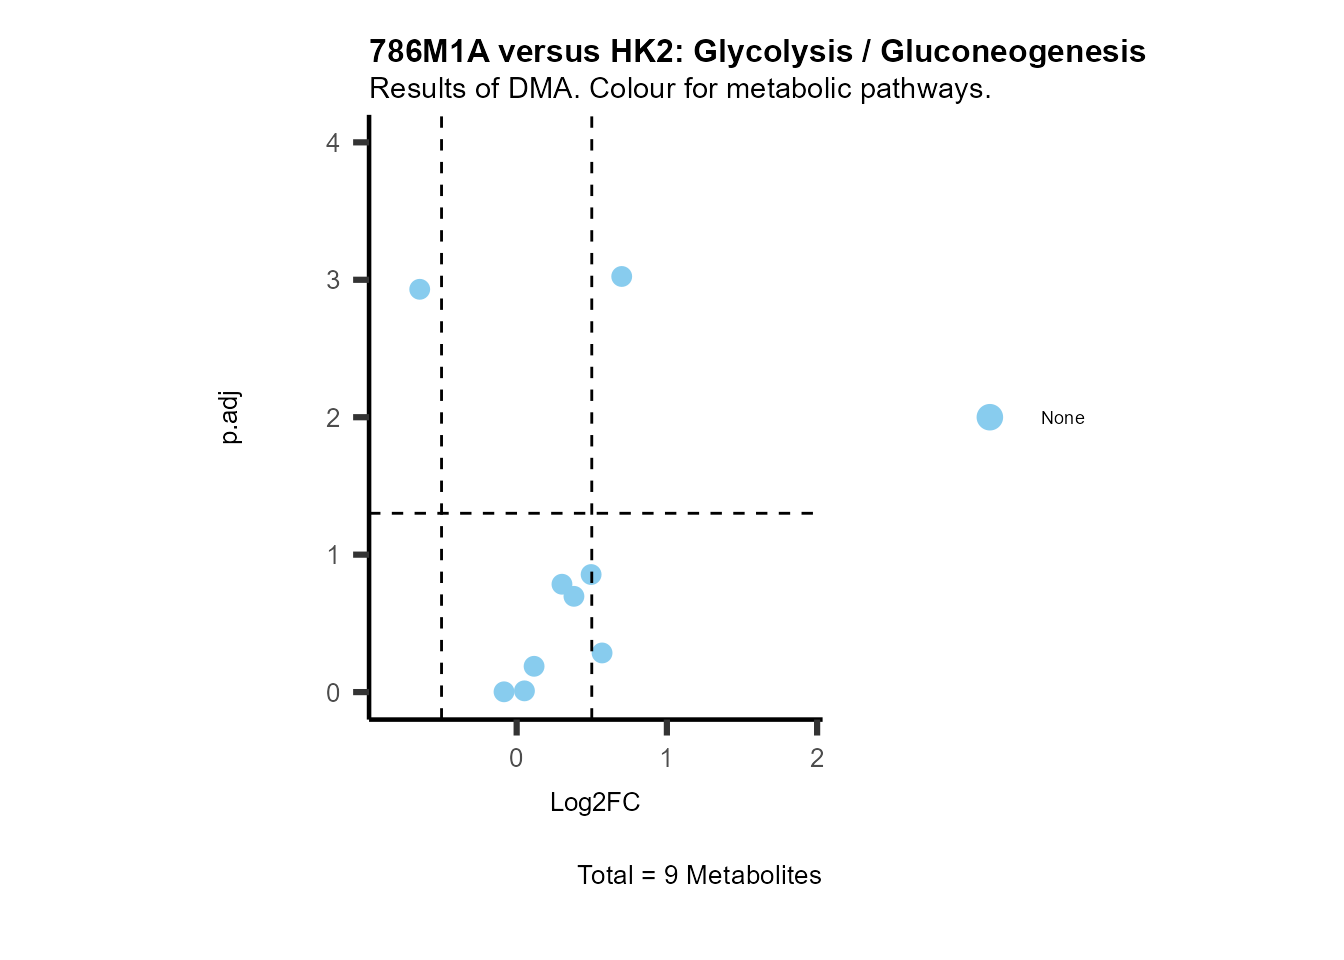 786M1A versus HK2: Glycolysis / Gluconeogenesis
Results of DMA. Colour for metabolic pathways.
4
3
2
1
0
p.adj
None
0 1 2
Log2FC
Total = 9 Metabolites